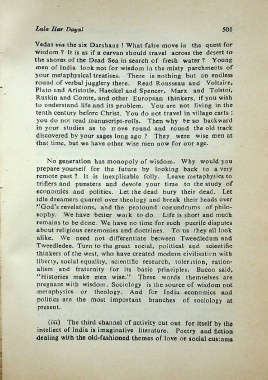 Lala Har Dayal 501
Vedas via the six Darshans ! What false move in the quest for
wisdom ? It is as if a carvan should travel across the desert to
the shores of the Dead Sea in search of fresh water ? Young
men of India look not for wisdom in the misty parchments of
your metaphysical treatises. There is nothing but an endless
round of verbal jugglery there. Read Rousseau and Voltaire,
Plato and Aristotle, Haeckel and Spencer, Marx and Tolstoi,
Ruskin and Comte, and other European thinkers, if you wish
to understand life and its problem. You are not living in the
tenth century before Christ. You do not travel in village carts :
you do not read manuscript-rolls. Then why be so backward
in your studies as to move round and round the old track
discovered by your sages long ago ? They were wise men at
that time, but we have other wise men now for our age.
No generation has monopoly of wisdom. Why would you
prepare yourself for the future by looking back to a very
remote past ? It is inexplicable folly. Leave metaphysics to
triflers and punsters and devote your time to the study of
economics and politics. Let the dead bury their dead. Let
idle dreamers quarrel over theology and break their heads over
"God's revelations, and the profound conundrums of philo-
sophy. We have better work to do. Life is short and much
remains to be done. We have no time for such puerile disputes
about religious ceremonies and doctrines. To us they all look
alike. We need not differentiate between Tweedledum and
Tweedledee. Turn to the great social, political and scientific
thinkers of the west, who have created modern civilisation with
liberty, social equality, scientific research, toleration, ration-
alism and fraternity for its basic principles. Bacon said,
"Histories make men wise." These words themselves are
pregnant with wisdom. Sociology is the source of wisdom not
metaphysics or theology. And for India economics and
politics are the most important branches of sociology at
present.
(iii) The third channel of activity cut out for itself by the
intellect of India is imaginative literature. Poetry and fiction
dealing with the old-fashioned themes of love or social customs